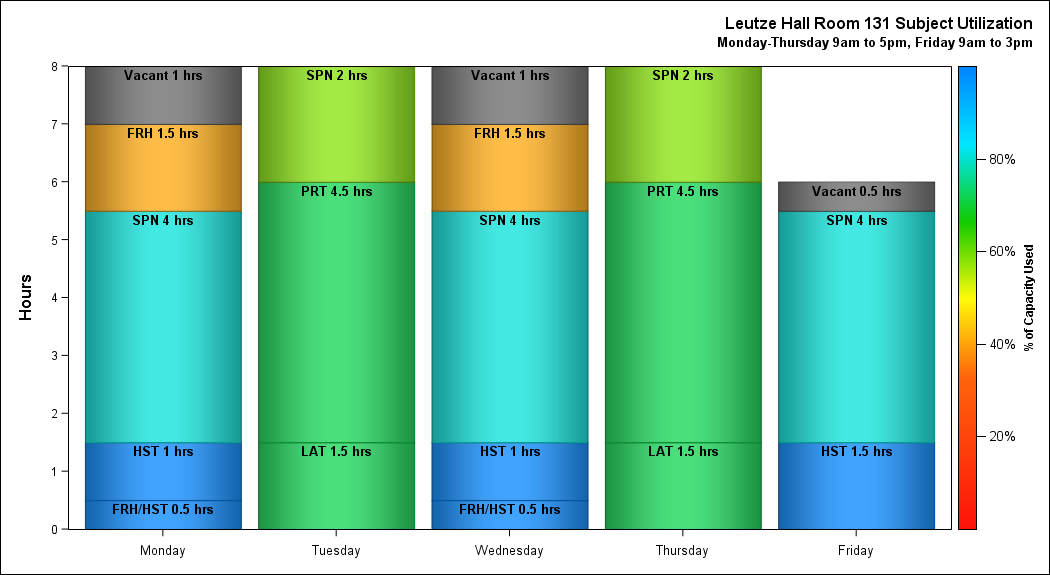 Leutze Hall Room 131 Subject Utilization
Monday-Thursday 9am to 5pm, Friday 9am to 3pm
Hours
8
7
6
5
4
3
2
1
0
Vacant 1 hrs
FRH 1.5 hrs
SPN 4 hrs
HST 1 hrs
FRH/HST 0.5 hrs
SPN 2 hrs
PRT 4.5 hrs
LAT 1.5 hrs
Vacant 1 hrs
FRH 1.5 hrs
SPN 4 hrs
HST 1 hrs
FRH/HST 0.5 hrs
SPN 2 hrs
PRT 4.5 hrs
LAT 1.5 hrs
Vacant 0.5 hrs
SPN 4 hrs
HST 1.5 hrs
Monday
Tuesday
Wednesday
Thursday
Friday
80%
60%
40%
20%
% of Capacity Used